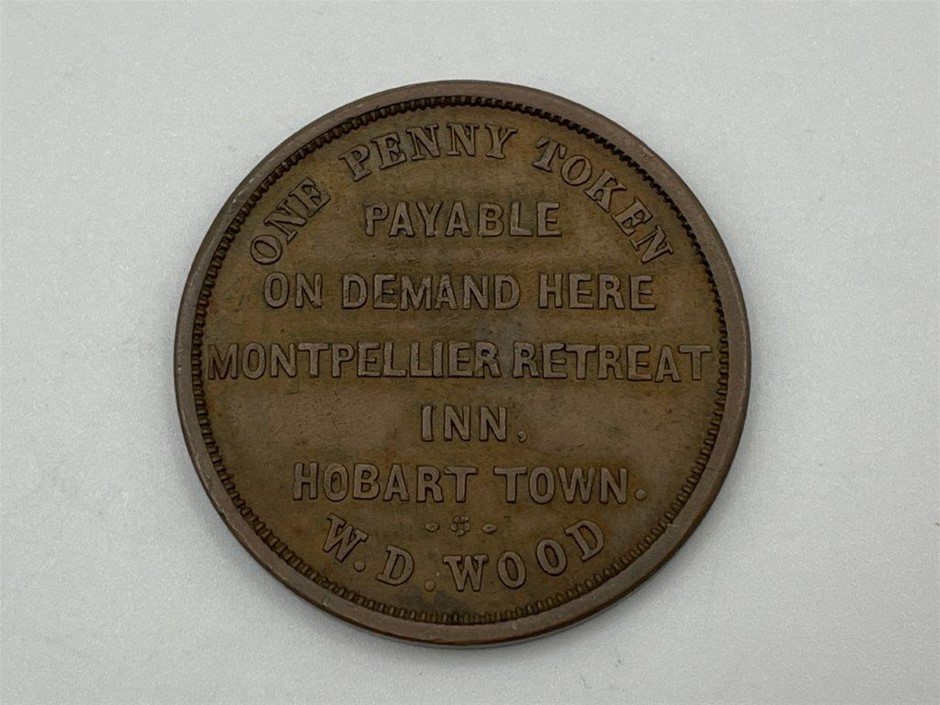 ONE PENNY TOKEN
PAYABLE
ON DEMAND HERE
MONTPELLIER RETREAT
INN,
HOBART TOWN.
W.D.WOOD